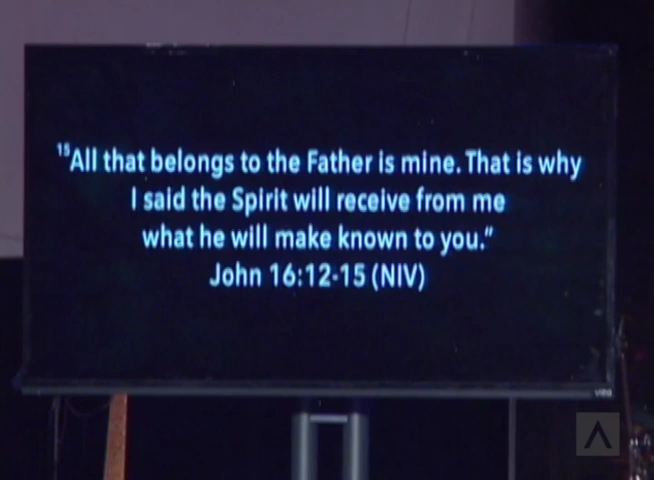 ¹⁵All that belongs to the Father is mine. That is why
I said the Spirit will receive from me
what he will make known to you.”
John 16:12-15 (NIV)